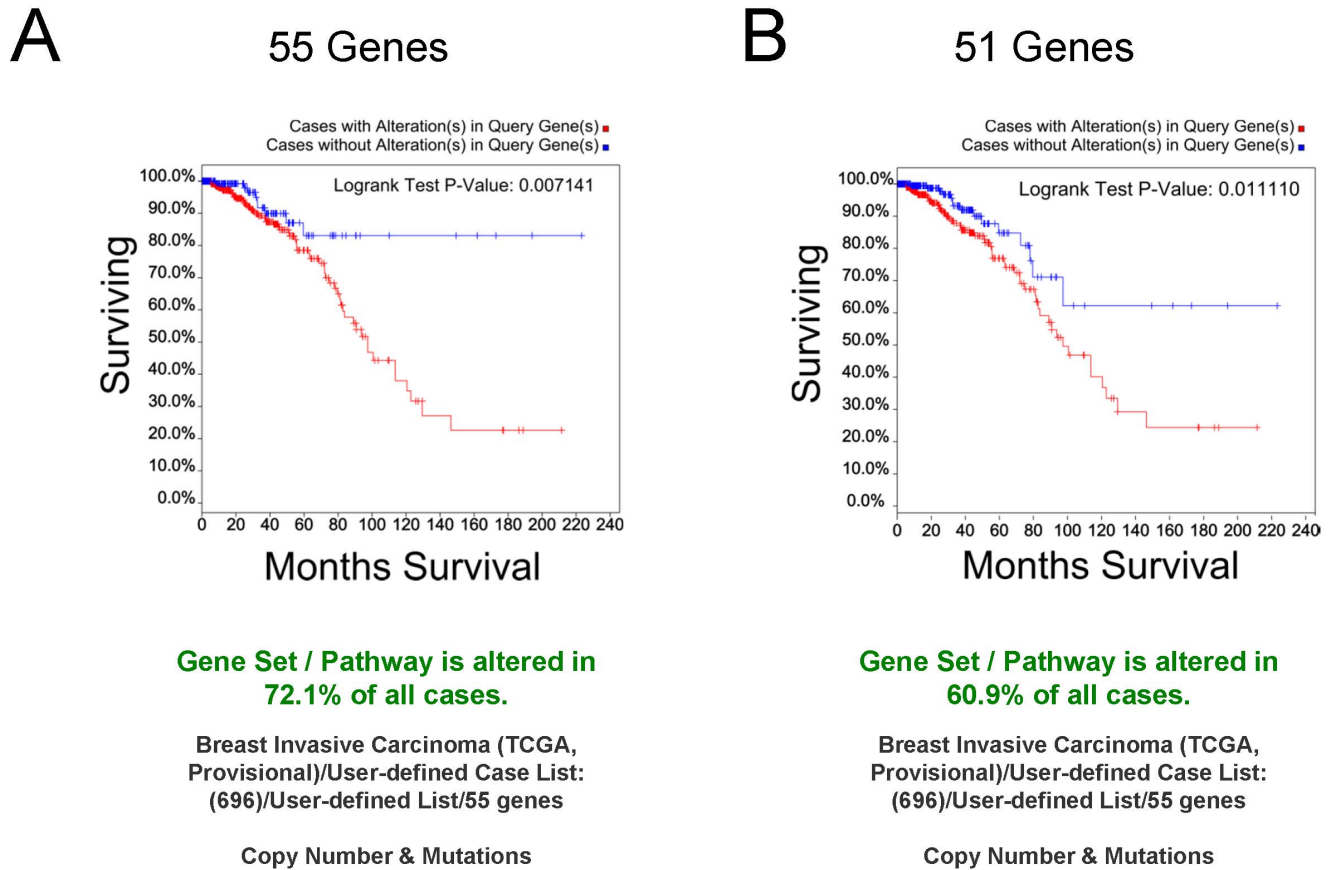 A
55 Genes
Cases with Alteration(s) in Query Gene(s)
Cases without Alteration(s) in Query Gene(s)
Logrank Test P-Value: 0.007141
100.0%
90.0%
80.0%
70.0%
60.0%
50.0%
40.0%
30.0%
20.0%
10.0%
0.0%
Surviving
0 20 40 60 80 100 120 140 160 180 200 220 240
Months Survival
Gene Set / Pathway is altered in
72.1% of all cases.
Breast Invasive Carcinoma (TCGA,
Provisional)/User-defined Case List:
(696)/User-defined List/55 genes
Copy Number & Mutations
B
51 Genes
Cases with Alteration(s) in Query Gene(s)
Cases without Alteration(s) in Query Gene(s)
Logrank Test P-Value: 0.011110
100.0%
90.0%
80.0%
70.0%
60.0%
50.0%
40.0%
30.0%
20.0%
10.0%
0.0%
Surviving
0 20 40 60 80 100 120 140 160 180 200 220 240
Months Survival
Gene Set / Pathway is altered in
60.9% of all cases.
Breast Invasive Carcinoma (TCGA,
Provisional)/User-defined Case List:
(696)/User-defined List/55 genes
Copy Number & Mutations